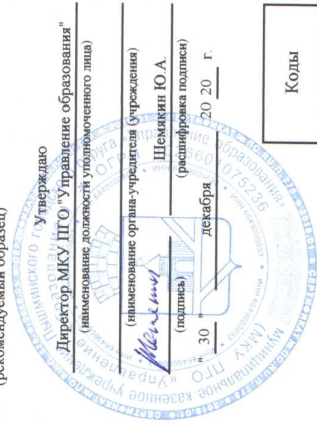 (рекомендуемый образец)
Утверждаю
Директор МКУ ПГО "Управление образования"
(наименование должности уполномоченного лица)
(наименование органа-учредителя (учреждения)
Шемякин Ю.А.
(подпись) (расшифровка подписи)
" 30 " декабря 20 20 г.
Коды